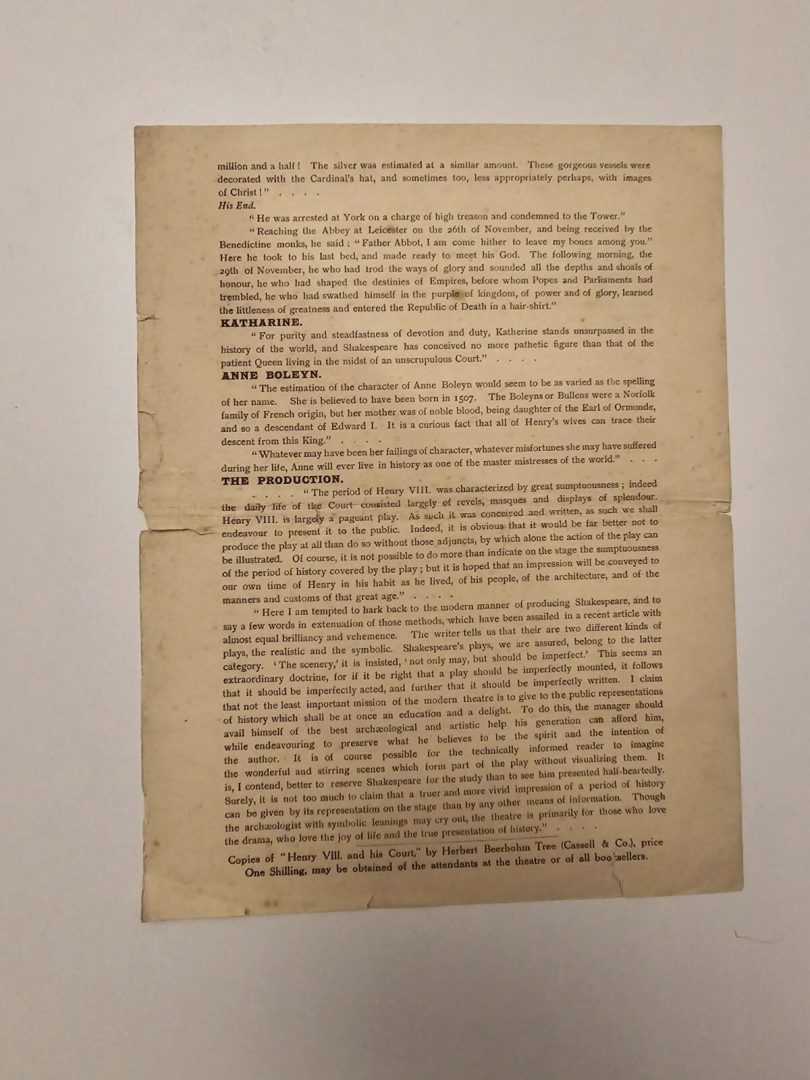 million and a half! The silver was estimated at a similar amount. These gorgeous vessels were
decorated with the Cardinal's hat, and sometimes too, less appropriately perhaps, with images
of Christ!" . . . .
His End.
"He was arrested at York on a charge of high treason and condemned to the Tower."
"Reaching the Abbey at Leicester on the 26th of November, and being received by the
Benedictine monks, he said : "Father Abbot, I am come hither to leave my bones among you."
Here he took to his last bed, and made ready to meet his God. The following morning, the
29th of November, he who had trod the ways of glory and sounded all the depths and shoals of
honour, he who had shaped the destinies of Empires, before whom Popes and Parliaments had
trembled, he who had swathed himself in the purple of kingdom, of power and of glory, learned
the littleness of greatness and entered the Republic of Death in a hair-shirt."
KATHARINE.
"For purity and steadfastness of devotion and duty, Katherine stands unsurpassed in the
history of the world, and Shakespeare has conceived no more pathetic figure than that of the
patient Queen living in the midst of an unscrupulous Court." . . . .
ANNE BOLEYN.
"The estimation of the character of Anne Boleyn would seem to be as varied as the spelling
of her name. She is believed to have been born in 1507. The Boleyns or Bullens were a Norfolk
family of French origin, but her mother was of noble blood, being daughter of the Earl of Ormonde,
and so a descendant of Edward I. It is a curious fact that all of Henry's wives can trace their
descent from this King." . . . .
"Whatever may have been her failings of character, whatever misfortunes she may have suffered
during her life, Anne will ever live in history as one of the master mistresses of the world." . . .
THE PRODUCTION.
. . . . "The period of Henry VIII. was characterized by great sumptuousness ; indeed
the daily life of the Court consisted largely of revels, masques and displays of splendour.
Henry VIII. is largely a pageant play. As such it was conceived and written, as such we shall
endeavour to present it to the public. Indeed, it is obvious that it would be far better not to
produce the play at all than do so without those adjuncts, by which alone the action of the play can
be illustrated. Of course, it is not possible to do more than indicate on the stage the sumptuousness
of the period of history covered by the play ; but it is hoped that an impression will be conveyed to
our own time of Henry in his habit as he lived, of his people, of the architecture, and of the
manners and customs of that great age." . . . .
"Here I am tempted to hark back to the modern manner of producing Shakespeare, and to
say a few words in extenuation of those methods, which have been assailed in a recent article with
almost equal brilliancy and vehemence. The writer tells us that their are two different kinds of
plays, the realistic and the symbolic. Shakespeare's plays, we are assured, belong to the latter
category. 'The scenery,' it is insisted, 'not only may, but should be imperfect.' This seems an
extraordinary doctrine, for if it be right that a play should be imperfectly mounted, it follows
that it should be imperfectly acted, and further that it should be imperfectly written. I claim
that not the least important mission of the modern theatre is to give to the public representations
of history which shall be at once an education and a delight. To do this, the manager should
avail himself of the best archæological and artistic help his generation can afford him,
while endeavouring to preserve what he believes to be the spirit and the intention of
the author. It is of course possible for the technically informed reader to imagine
the wonderful and stirring scenes which form part of the play without visualizing them. It
is, I contend, better to reserve Shakespeare for the study than to see him presented half-heartedly.
Surely, it is not too much to claim that a truer and more vivid impression of a period of history
can be given by its representation on the stage than by any other means of information. Though
the archæologist with symbolic leanings may cry out, the theatre is primarily for those who love
the drama, who love the joy of life and the true presentation of history." . . . .
Copies of "Henry VIII. and his Court," by Herbert Beerbohm Tree (Cassell & Co.), price
One Shilling, may be obtained of the attendants at the theatre or of all boo sellers.